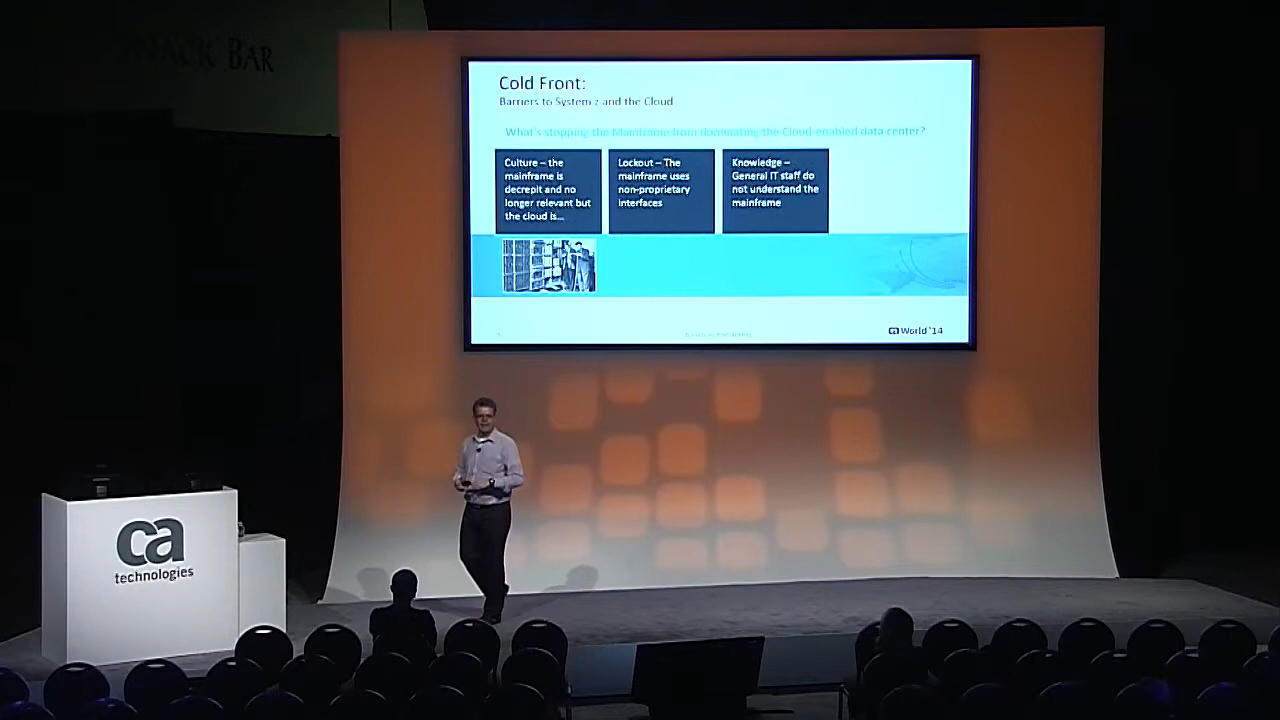 SNACK BAR
Cold Front:
Barriers to System z and the Cloud
What's stopping the Mainframe from dominating the Cloud-enabled data center?
Culture – the
mainframe is
decrepit and no
longer relevant but
the cloud is...
Lockout – The
mainframe uses
non-proprietary
interfaces
Knowledge –
General IT staff do
not understand the
mainframe
ca World '14
ca
technologies